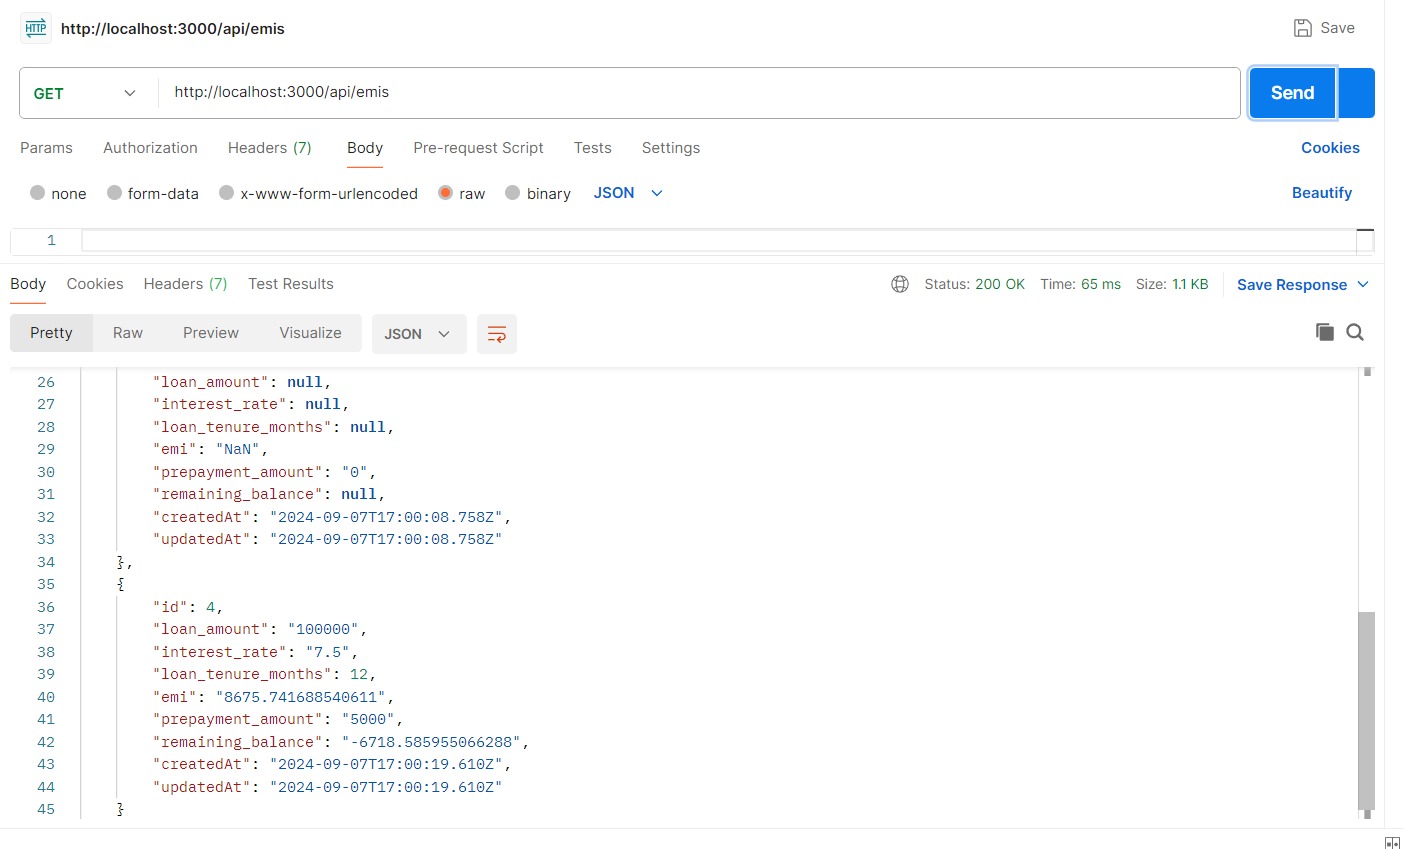 HTTP http://localhost:3000/api/emis Save
GET http://localhost:3000/api/emis Send
Params Authorization Headers (7) Body Pre-request Script Tests Settings Cookies
none form-data x-www-form-urlencoded raw binary JSON Beautify
1
Body Cookies Headers (7) Test Results Status: 200 OK Time: 65 ms Size: 1.1 KB Save Response
Pretty Raw Preview Visualize JSON
26 "loan_amount": null,
27 "interest_rate": null,
28 "loan_tenure_months": null,
29 "emi": "NaN",
30 "prepayment_amount": "0",
31 "remaining_balance": null,
32 "createdAt": "2024-09-07T17:00:08.758Z",
33 "updatedAt": "2024-09-07T17:00:08.758Z"
34 },
35 {
36 "id": 4,
37 "loan_amount": "100000",
38 "interest_rate": "7.5",
39 "loan_tenure_months": 12,
40 "emi": "8675.741688540611",
41 "prepayment_amount": "5000",
42 "remaining_balance": "-6718.585955066288",
43 "createdAt": "2024-09-07T17:00:19.610Z",
44 "updatedAt": "2024-09-07T17:00:19.610Z"
45 }